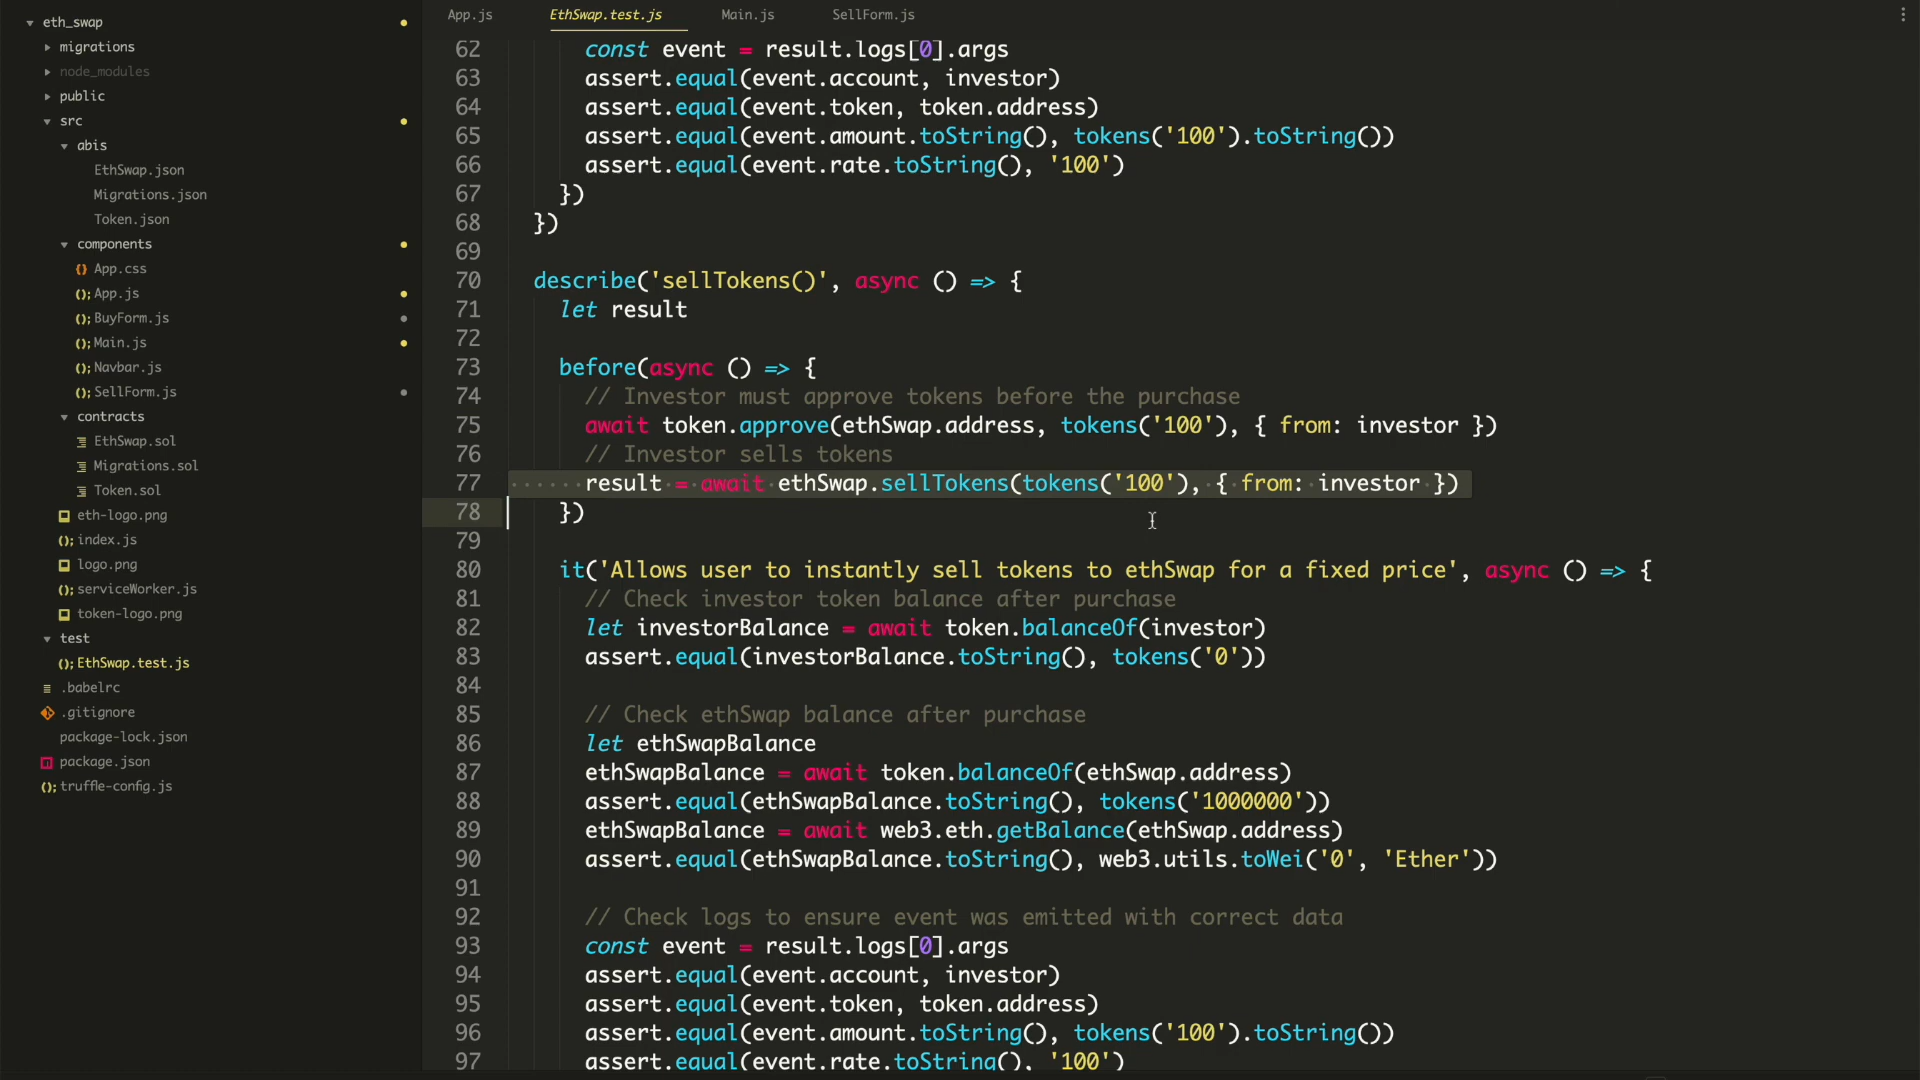 eth_swap
migrations
node_modules
public
src
abis
EthSwap.json
Migrations.json
Token.json
components
App.css
App.js
BuyForm.js
Main.js
Navbar.js
SellForm.js
contracts
EthSwap.sol
Migrations.sol
Token.sol
eth-logo.png
index.js
logo.png
serviceWorker.js
token-logo.png
test
EthSwap.test.js
.babelrc
.gitignore
package-lock.json
package.json
truffle-config.js
App.js EthSwap.test.js Main.js SellForm.js
62 const event = result.logs[0].args
63 assert.equal(event.account, investor)
64 assert.equal(event.token, token.address)
65 assert.equal(event.amount.toString(), tokens('100').toString())
66 assert.equal(event.rate.toString(), '100')
67 })
68 })
69
70 describe('sellTokens()', async () => {
71 let result
72
73 before(async () => {
74 // Investor must approve tokens before the purchase
75 await token.approve(ethSwap.address, tokens('100'), { from: investor })
76 // Investor sells tokens
77 result = await ethSwap.sellTokens(tokens('100'), { from: investor })
78 })
79
80 it('Allows user to instantly sell tokens to ethSwap for a fixed price', async () => {
81 // Check investor token balance after purchase
82 let investorBalance = await token.balanceOf(investor)
83 assert.equal(investorBalance.toString(), tokens('0'))
84
85 // Check ethSwap balance after purchase
86 let ethSwapBalance
87 ethSwapBalance = await token.balanceOf(ethSwap.address)
88 assert.equal(ethSwapBalance.toString(), tokens('1000000'))
89 ethSwapBalance = await web3.eth.getBalance(ethSwap.address)
90 assert.equal(ethSwapBalance.toString(), web3.utils.toWei('0', 'Ether'))
91
92 // Check logs to ensure event was emitted with correct data
93 const event = result.logs[0].args
94 assert.equal(event.account, investor)
95 assert.equal(event.token, token.address)
96 assert.equal(event.amount.toString(), tokens('100').toString())
97 assert.equal(event.rate.toString(), '100')